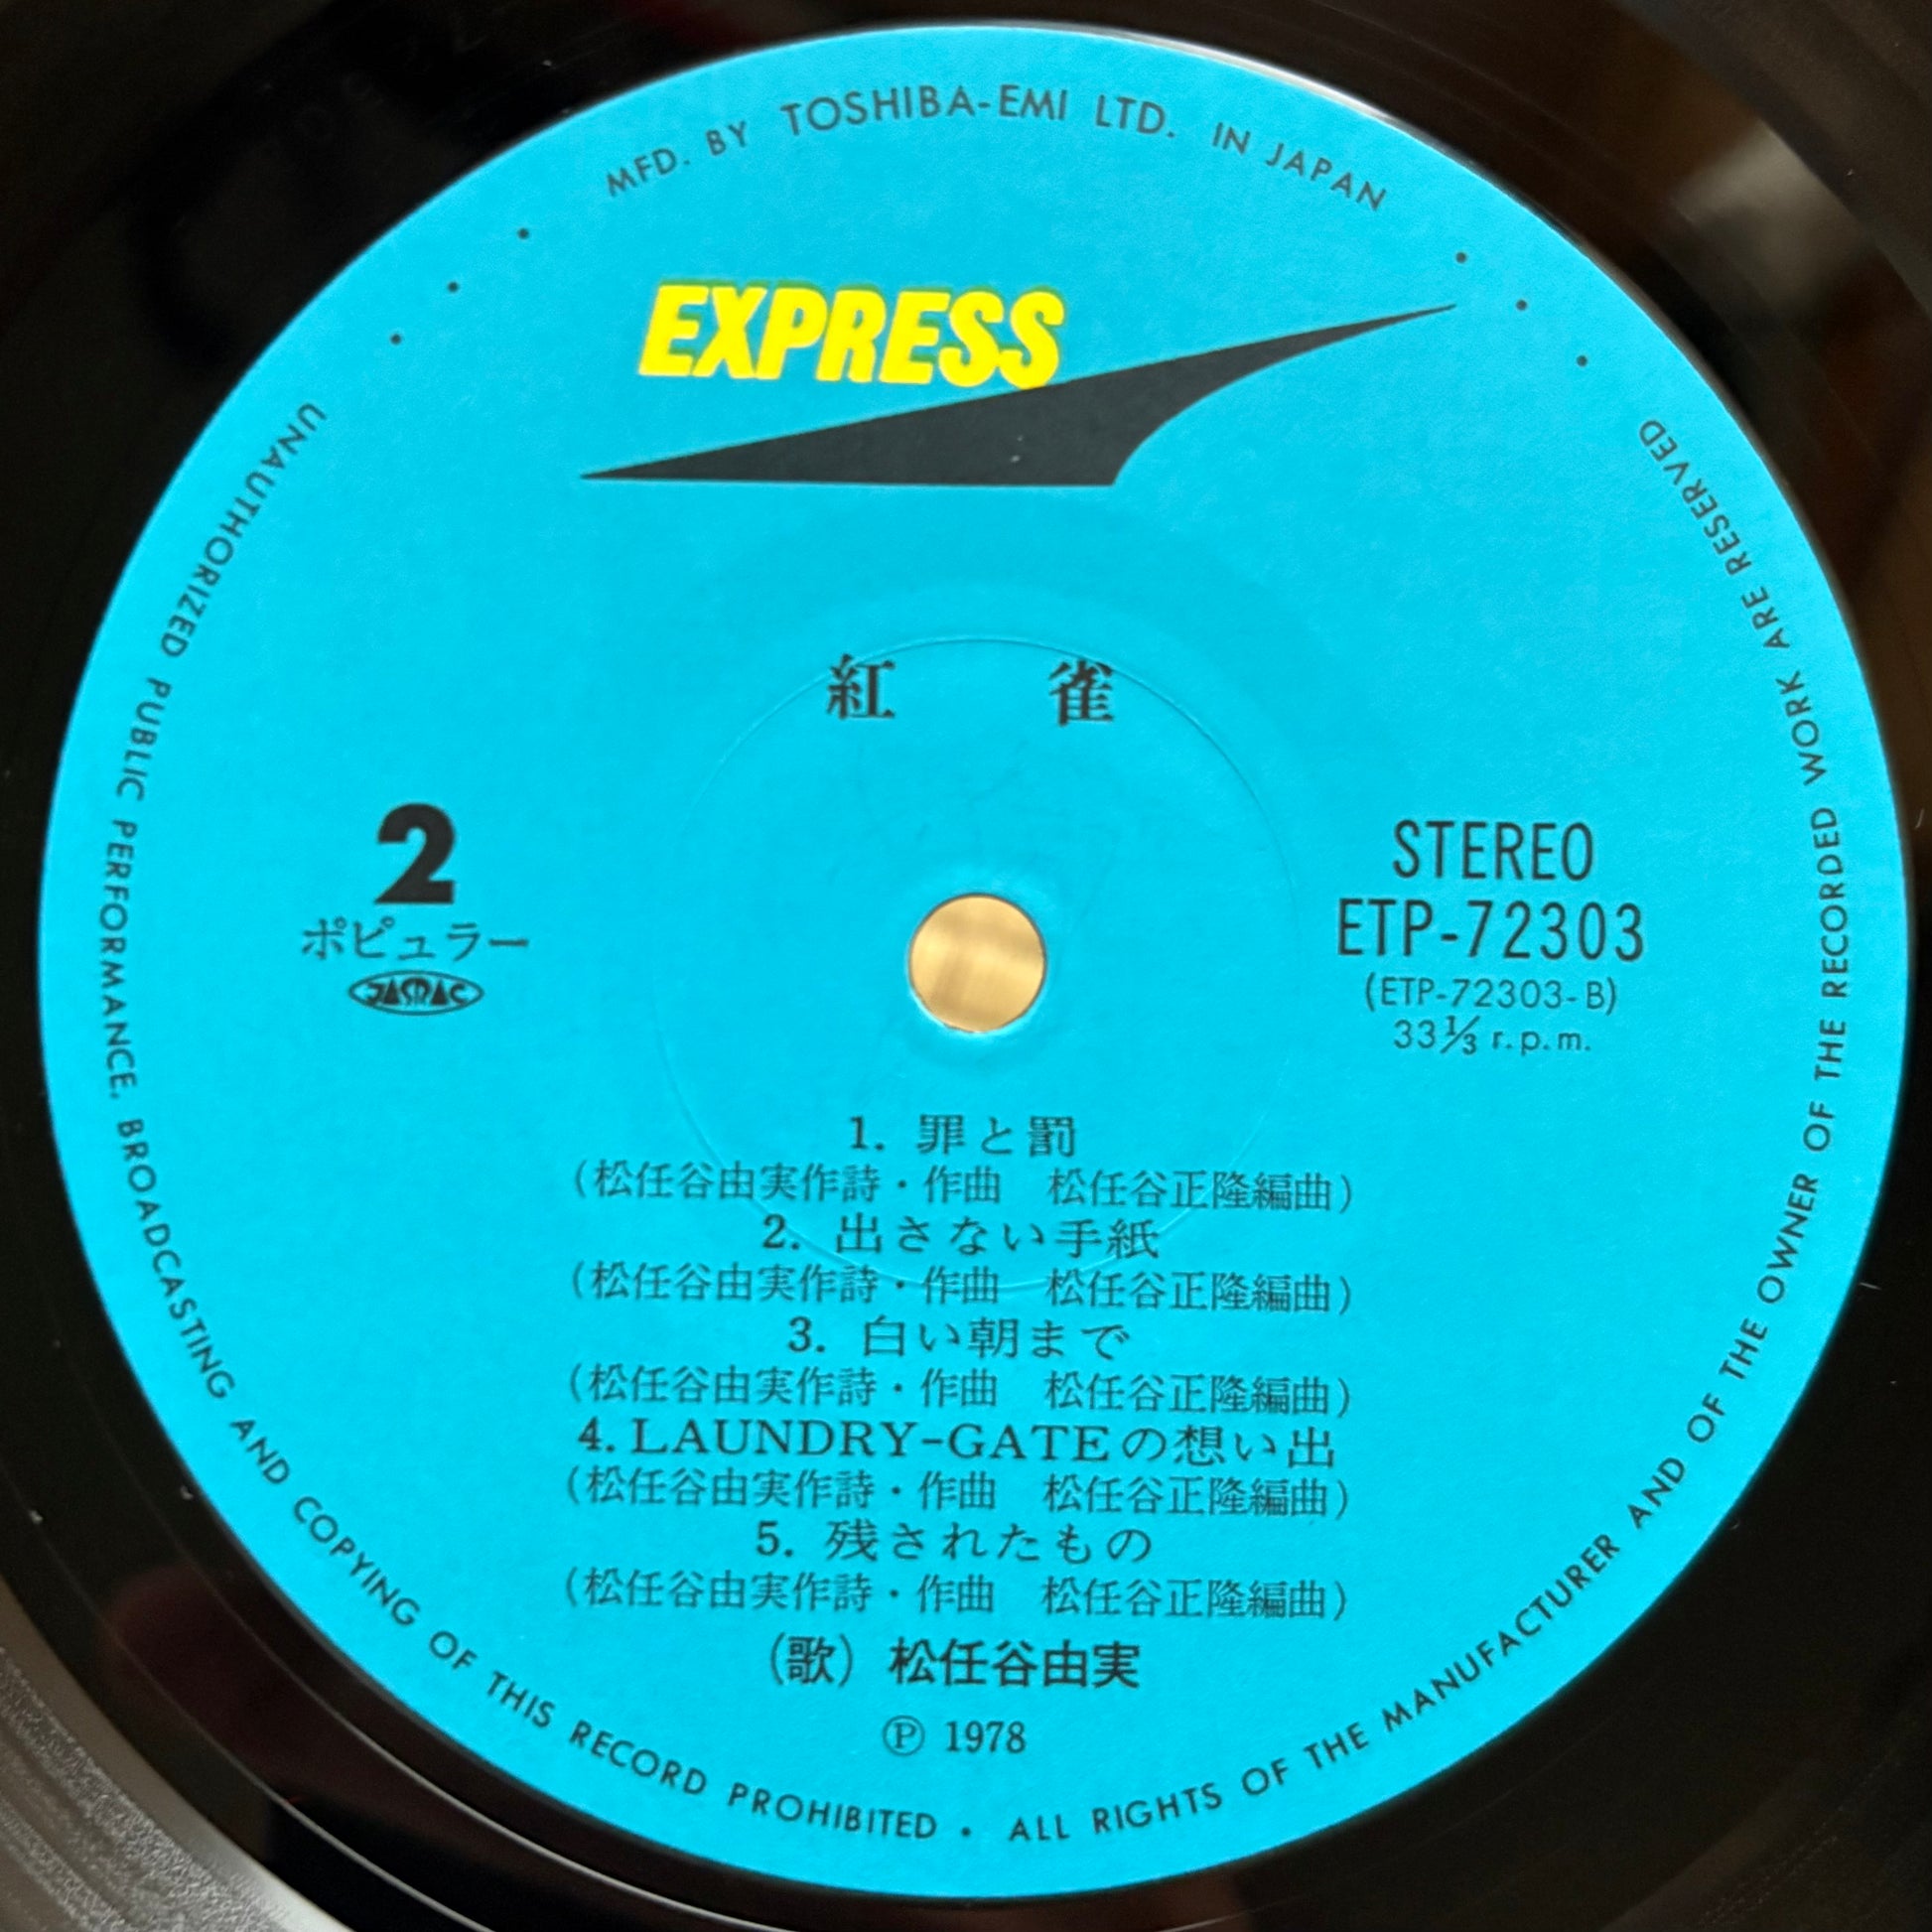 MFD. BY TOSHIBA-EMI LTD. IN JAPAN
EXPRESS
紅 雀
2
ポピュラー
JASRAC
STEREO
ETP-72303
(ETP-72303-B)
33⅓ r.p.m.
1. 罪と罰
(松任谷由実作詩・作曲 松任谷正隆編曲)
2. 出さない手紙
(松任谷由実作詩・作曲 松任谷正隆編曲)
3. 白い朝まで
(松任谷由実作詩・作曲 松任谷正隆編曲)
4. LAUNDRY-GATEの想い出
(松任谷由実作詩・作曲 松任谷正隆編曲)
5. 残されたもの
(松任谷由実作詩・作曲 松任谷正隆編曲)
(歌) 松任谷由実
Ⓟ 1978
UNAUTHORIZED PUBLIC PERFORMANCE. BROADCASTING AND COPYING OF THIS RECORD PROHIBITED • ALL RIGHTS OF THE MANUFACTURER AND OF THE OWNER OF THE RECORDED WORK ARE RESERVED